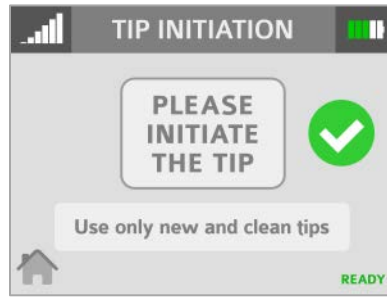 TIP INITIATION
PLEASE
INITIATE
THE TIP
Use only new and clean tips
READY